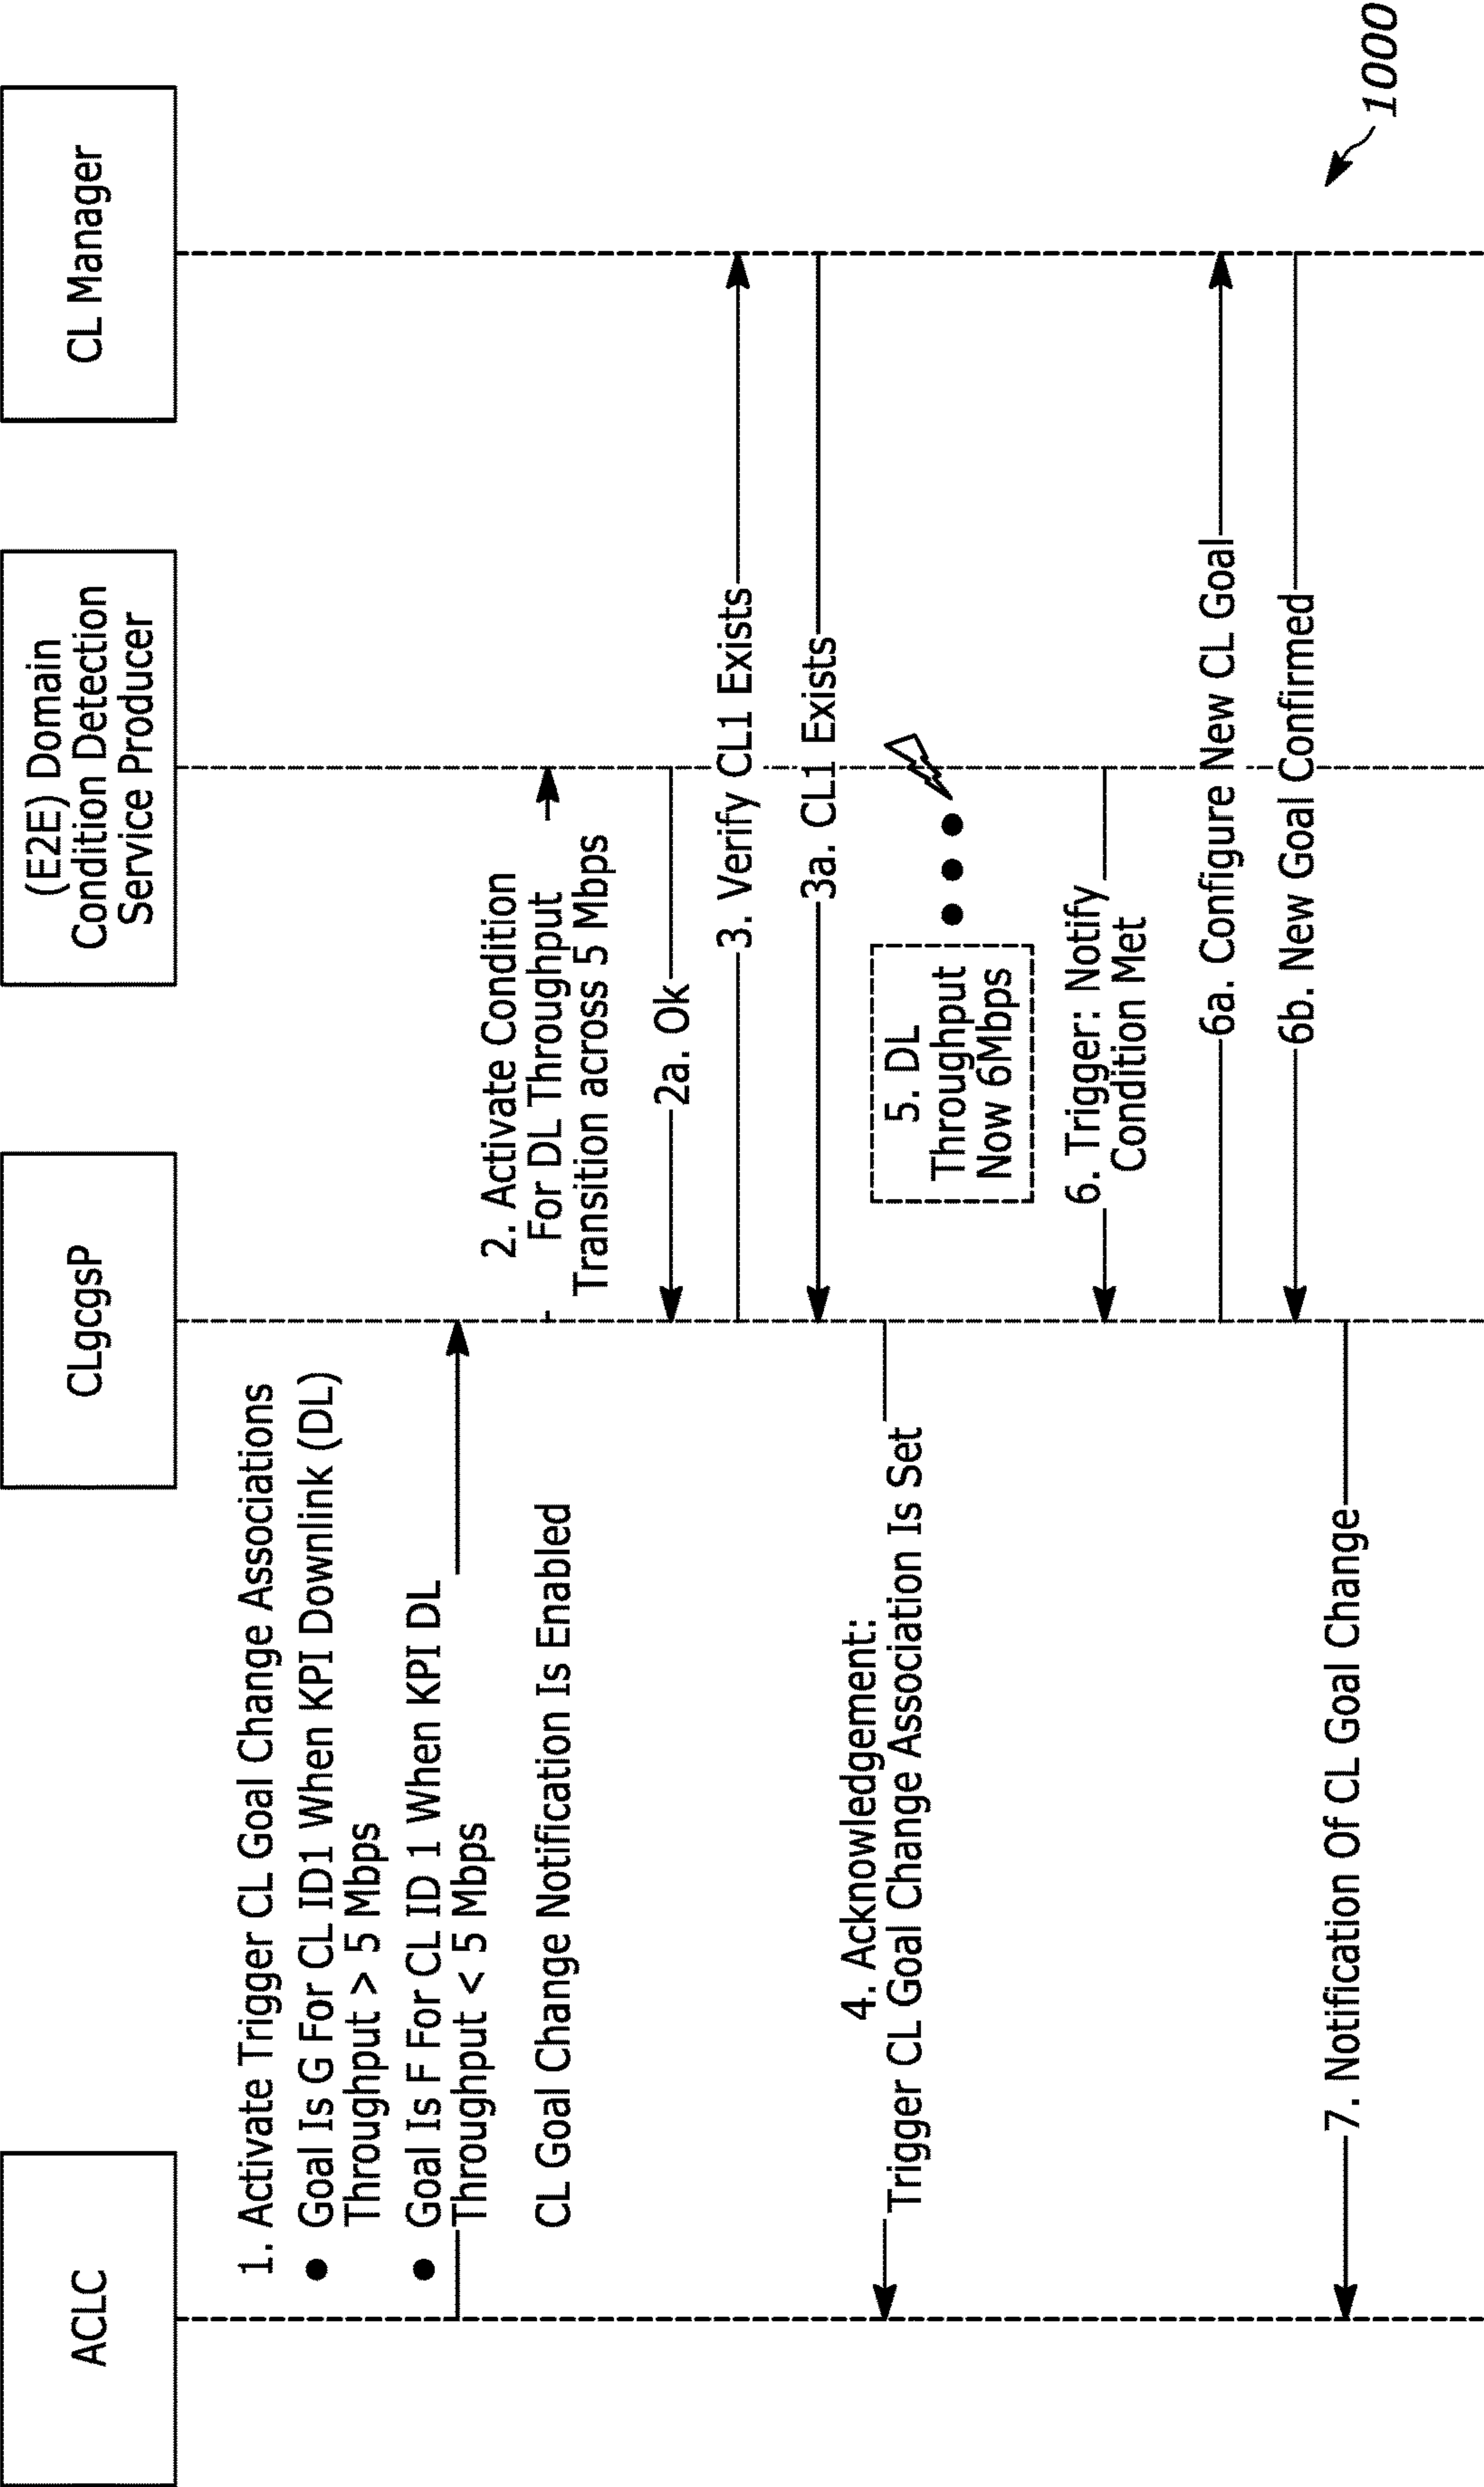 ACLC
CLgcgsP
(E2E) Domain
Condition Detection
Service Producer
CL Manager
1. Activate Trigger CL Goal Change Associations
● Goal Is G For CL ID1 When KPI Downlink (DL)
Throughput > 5 Mbps
● Goal Is F For CL ID 1 When KPI DL
Throughput < 5 Mbps
CL Goal Change Notification Is Enabled
2. Activate Condition
For DL Throughput
Transition across 5 Mbps
2a. Ok
3. Verify CL1 Exists
3a. CL1 Exists
4. Acknowledgement:
Trigger CL Goal Change Association Is Set
5. DL
Throughput
Now 6Mbps
6. Trigger: Notify
Condition Met
6a. Configure New CL Goal
6b. New Goal Confirmed
7. Notification Of CL Goal Change
1000